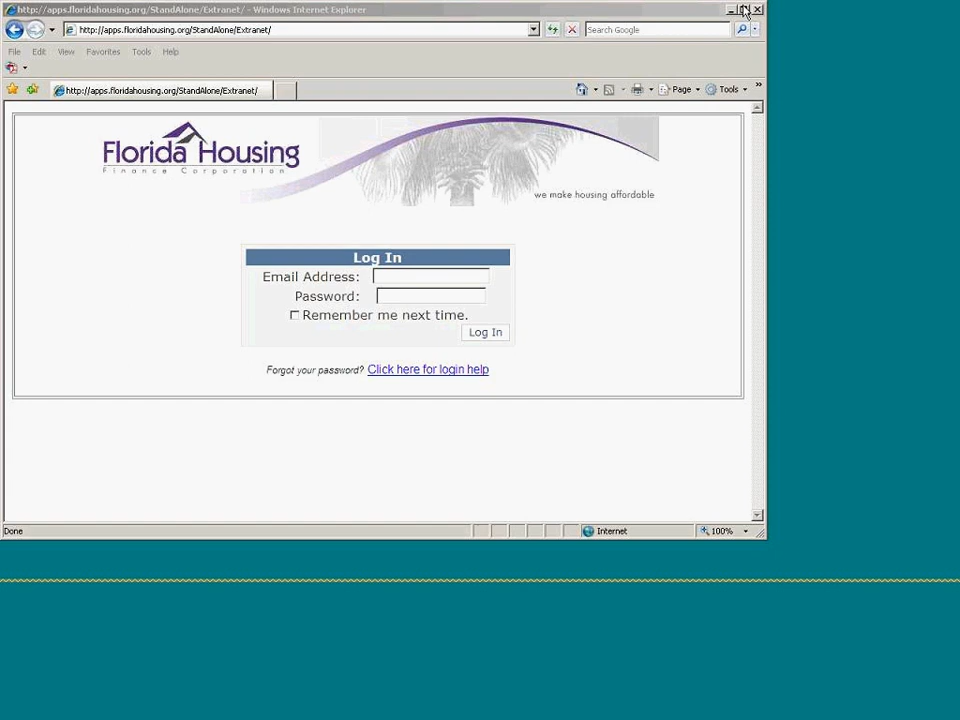 http://apps.floridahousing.org/StandAlone/Extranet/ - Windows Internet Explorer
http://apps.floridahousing.org/StandAlone/Extranet/
Search Google
File Edit View Favorites Tools Help
http://apps.floridahousing.org/StandAlone/Extranet/
Page Tools
Florida Housing
Finance Corporation
we make housing affordable
Log In
Email Address:
Password:
Remember me next time.
Log In
Forgot your password? Click here for login help
Done Internet 100%